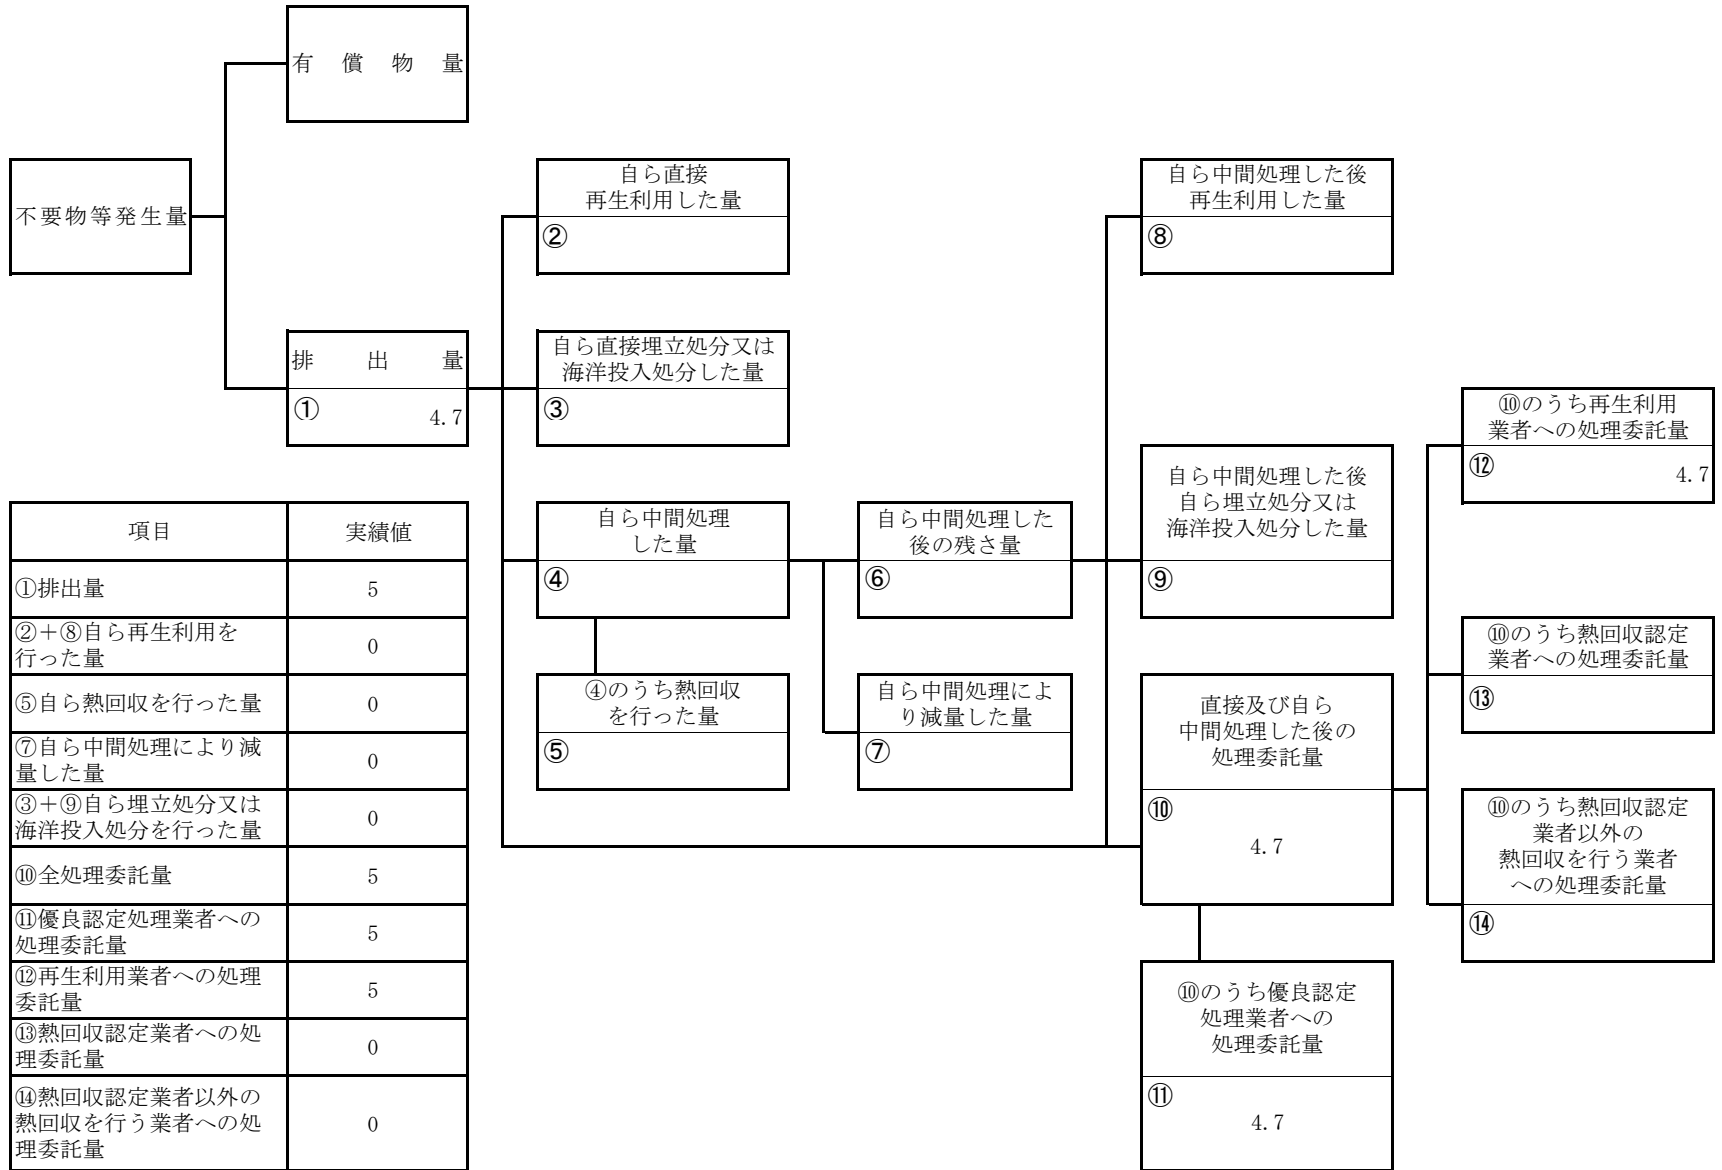 有償物量
不要物等発生量
排出量
①
4.7
自ら直接
再生利用した量
②
自ら直接埋立処分又は
海洋投入処分した量
③
自ら中間処理
した量
④
④のうち熱回収
を行った量
⑤
自ら中間処理した
後の残さ量
⑥
自ら中間処理によ
り減量した量
⑦
自ら中間処理した後
再生利用した量
⑧
自ら中間処理した後
自ら埋立処分又は
海洋投入処分した量
⑨
直接及び自ら
中間処理した後の
処理委託量
⑩
4.7
⑩のうち優良認定
処理業者への
処理委託量
⑪
4.7
⑩のうち再生利用
業者への処理委託量
⑫
4.7
⑩のうち熱回収認定
業者への処理委託量
⑬
⑩のうち熱回収認定
業者以外の
熱回収を行う業者
への処理委託量
⑭
項目 実績値
①排出量 5
②+⑧自ら再生利用を
行った量 0
⑤自ら熱回収を行った量 0
⑦自ら中間処理により減
量した量 0
③+⑨自ら埋立処分又は
海洋投入処分を行った量 0
⑩全処理委託量 5
⑪優良認定処理業者への
処理委託量 5
⑫再生利用業者への処理
委託量 5
⑬熱回収認定業者への処
理委託量 0
⑭熱回収認定業者以外の
熱回収を行う業者への処
理委託量 0